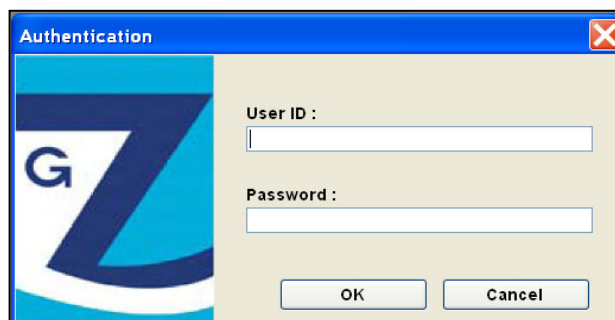 Authentication
G Z
User ID :
Password :
OK Cancel